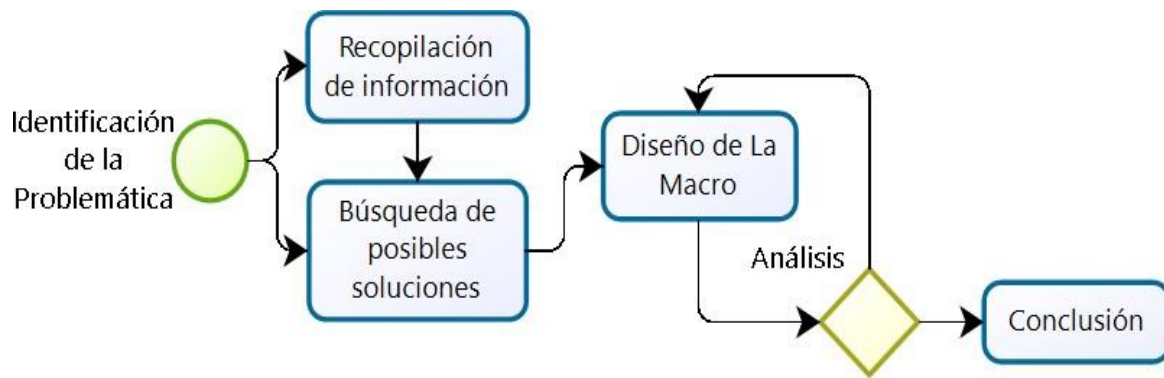 Identificación
de la
Problemática
Recopilación
de información
Búsqueda de
posibles
soluciones
Diseño de La
Macro
Análisis
Conclusión